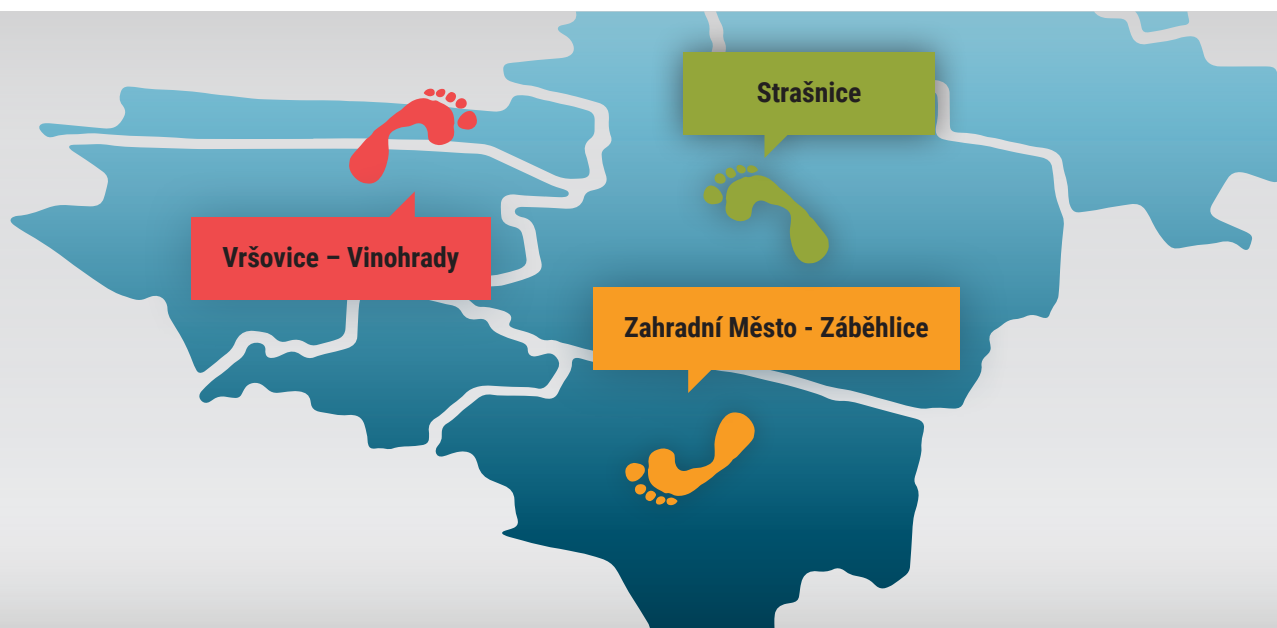 Strašnice
Vršovice – Vinohrady
Zahradní Město - Záběhlice